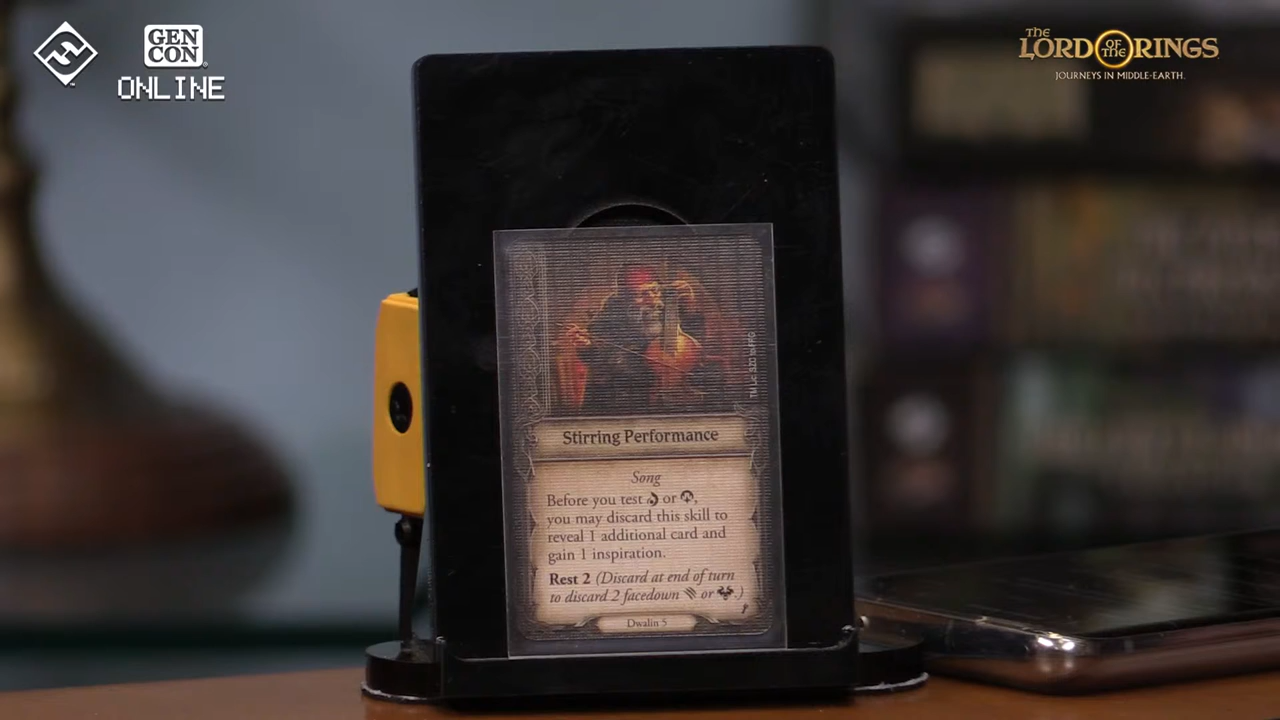 GEN
CON
ONLINE
THE
LORD OF THE RINGS
JOURNEYS IN MIDDLE-EARTH
Stirring Performance
Song
Before you test or ,
you may discard this skill to
reveal 1 additional card and
gain 1 inspiration.
Rest 2 (Discard at end of turn
to discard 2 facedown or .)
Dwalin 5